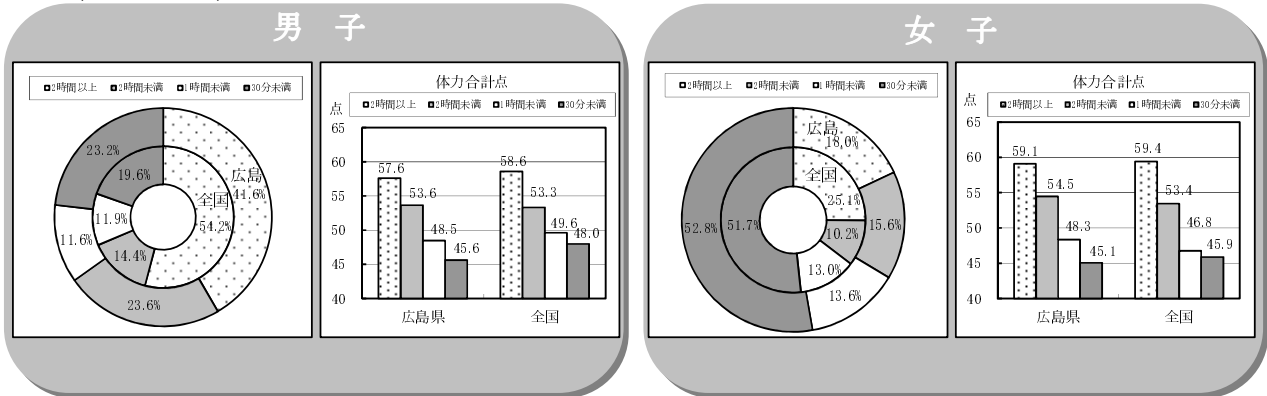 男 子
■2時間以上 ■2時間未満 ■1時間未満 ■30分未満
広島
41.6%
全国
54.2%
23.2%
19.6%
11.9%
11.6%
14.4%
23.6%
体力合計点
点
■2時間以上 ■2時間未満 ■1時間未満 ■30分未満
65
60
55
50
45
40
57.6
53.6
48.5
45.6
58.6
53.3
49.6
48.0
広島県
全国
女 子
■2時間以上 ■2時間未満 ■1時間未満 ■30分未満
広島
18.0%
全国
25.1%
52.8%
51.7%
10.2%
15.6%
13.0%
13.6%
体力合計点
点
■2時間以上 ■2時間未満 ■1時間未満 ■30分未満
65
60
55
50
45
40
59.1
54.5
48.3
45.1
59.4
53.4
46.8
45.9
広島県
全国